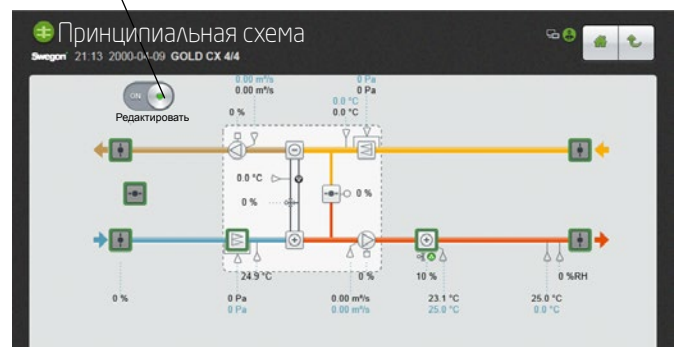 Принципиальная схема
Swegon 21:13 2000-04-09 GOLD CX 4/4
ON
Редактировать
0.00 m³/s 0 Pa
0.00 m³/s 0 Pa
0.0 °C
0 % 0.0 °C
0.0 °C
0 % 0 %
24.9 °C 0 % 10 % 0 %RH
0 % 0 Pa 0.00 m³/s 23.1 °C 25.0 °C
0 Pa 0.00 m³/s 25.0 °C 0.0 °C